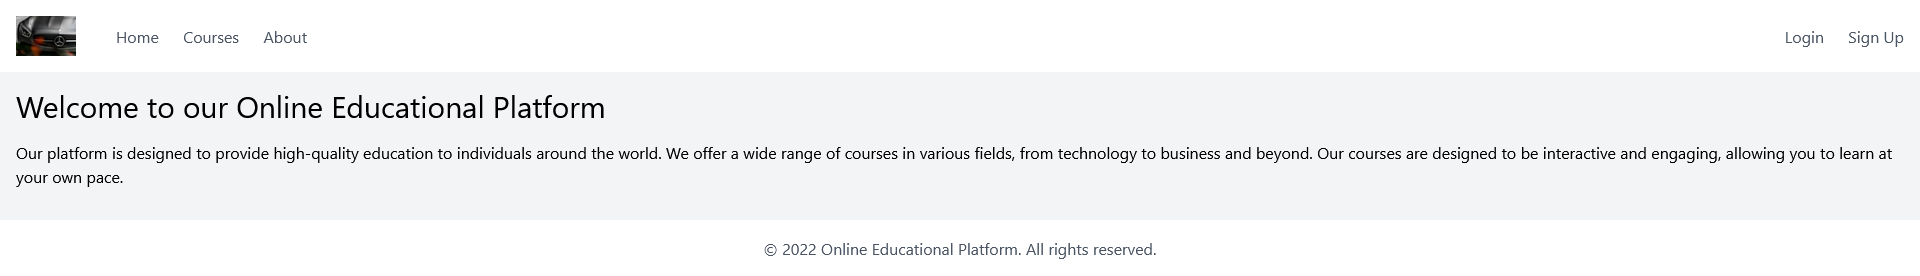 Home Courses About Login Sign Up
Welcome to our Online Educational Platform
Our platform is designed to provide high-quality education to individuals around the world. We offer a wide range of courses in various fields, from technology to business and beyond. Our courses are designed to be interactive and engaging, allowing you to learn at
your own pace.
© 2022 Online Educational Platform. All rights reserved.